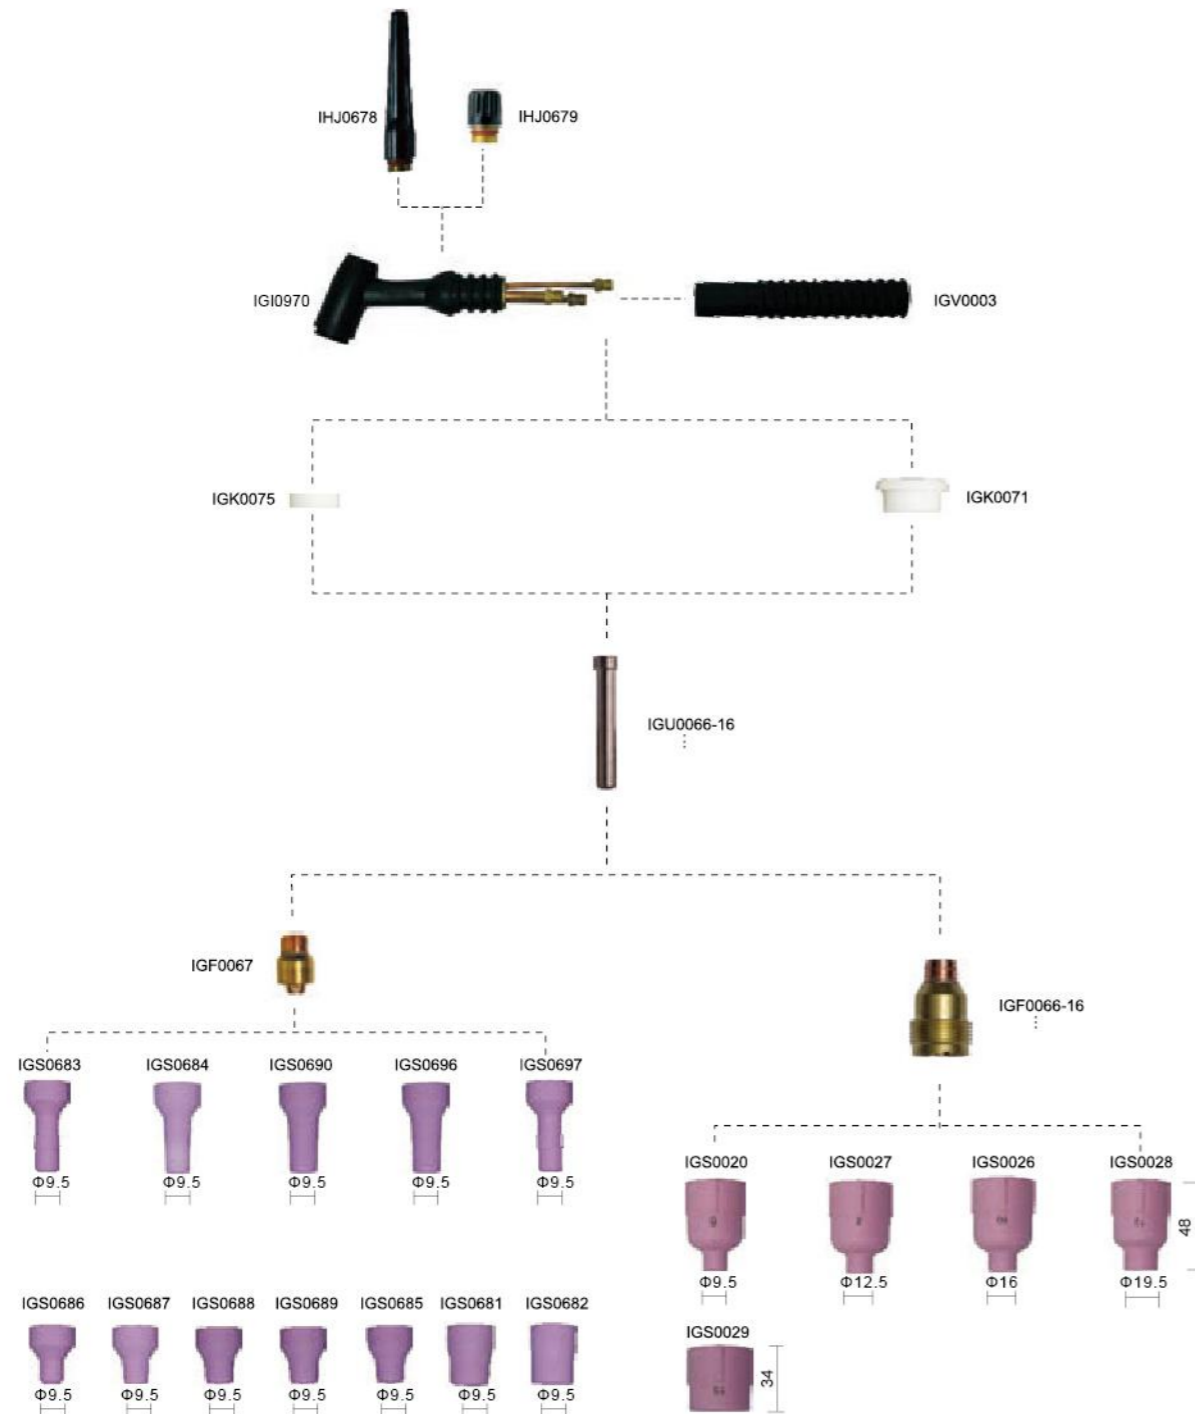 IHJ0678
IHJ0679
IGI0970
IGV0003
IGK0075
IGK0071
IGU0066-16
IGF0067
IGF0066-16
IGS0683 IGS0684 IGS0690 IGS0696 IGS0697
Φ9.5 Φ9.5 Φ9.5 Φ9.5 Φ9.5
IGS0020 IGS0027 IGS0026 IGS0028
48
Φ9.5 Φ12.5 Φ16 Φ19.5
IGS0686 IGS0687 IGS0688 IGS0689 IGS0685 IGS0681 IGS0682
Φ9.5 Φ9.5 Φ9.5 Φ9.5 Φ9.5 Φ9.5 Φ9.5
IGS0029
34